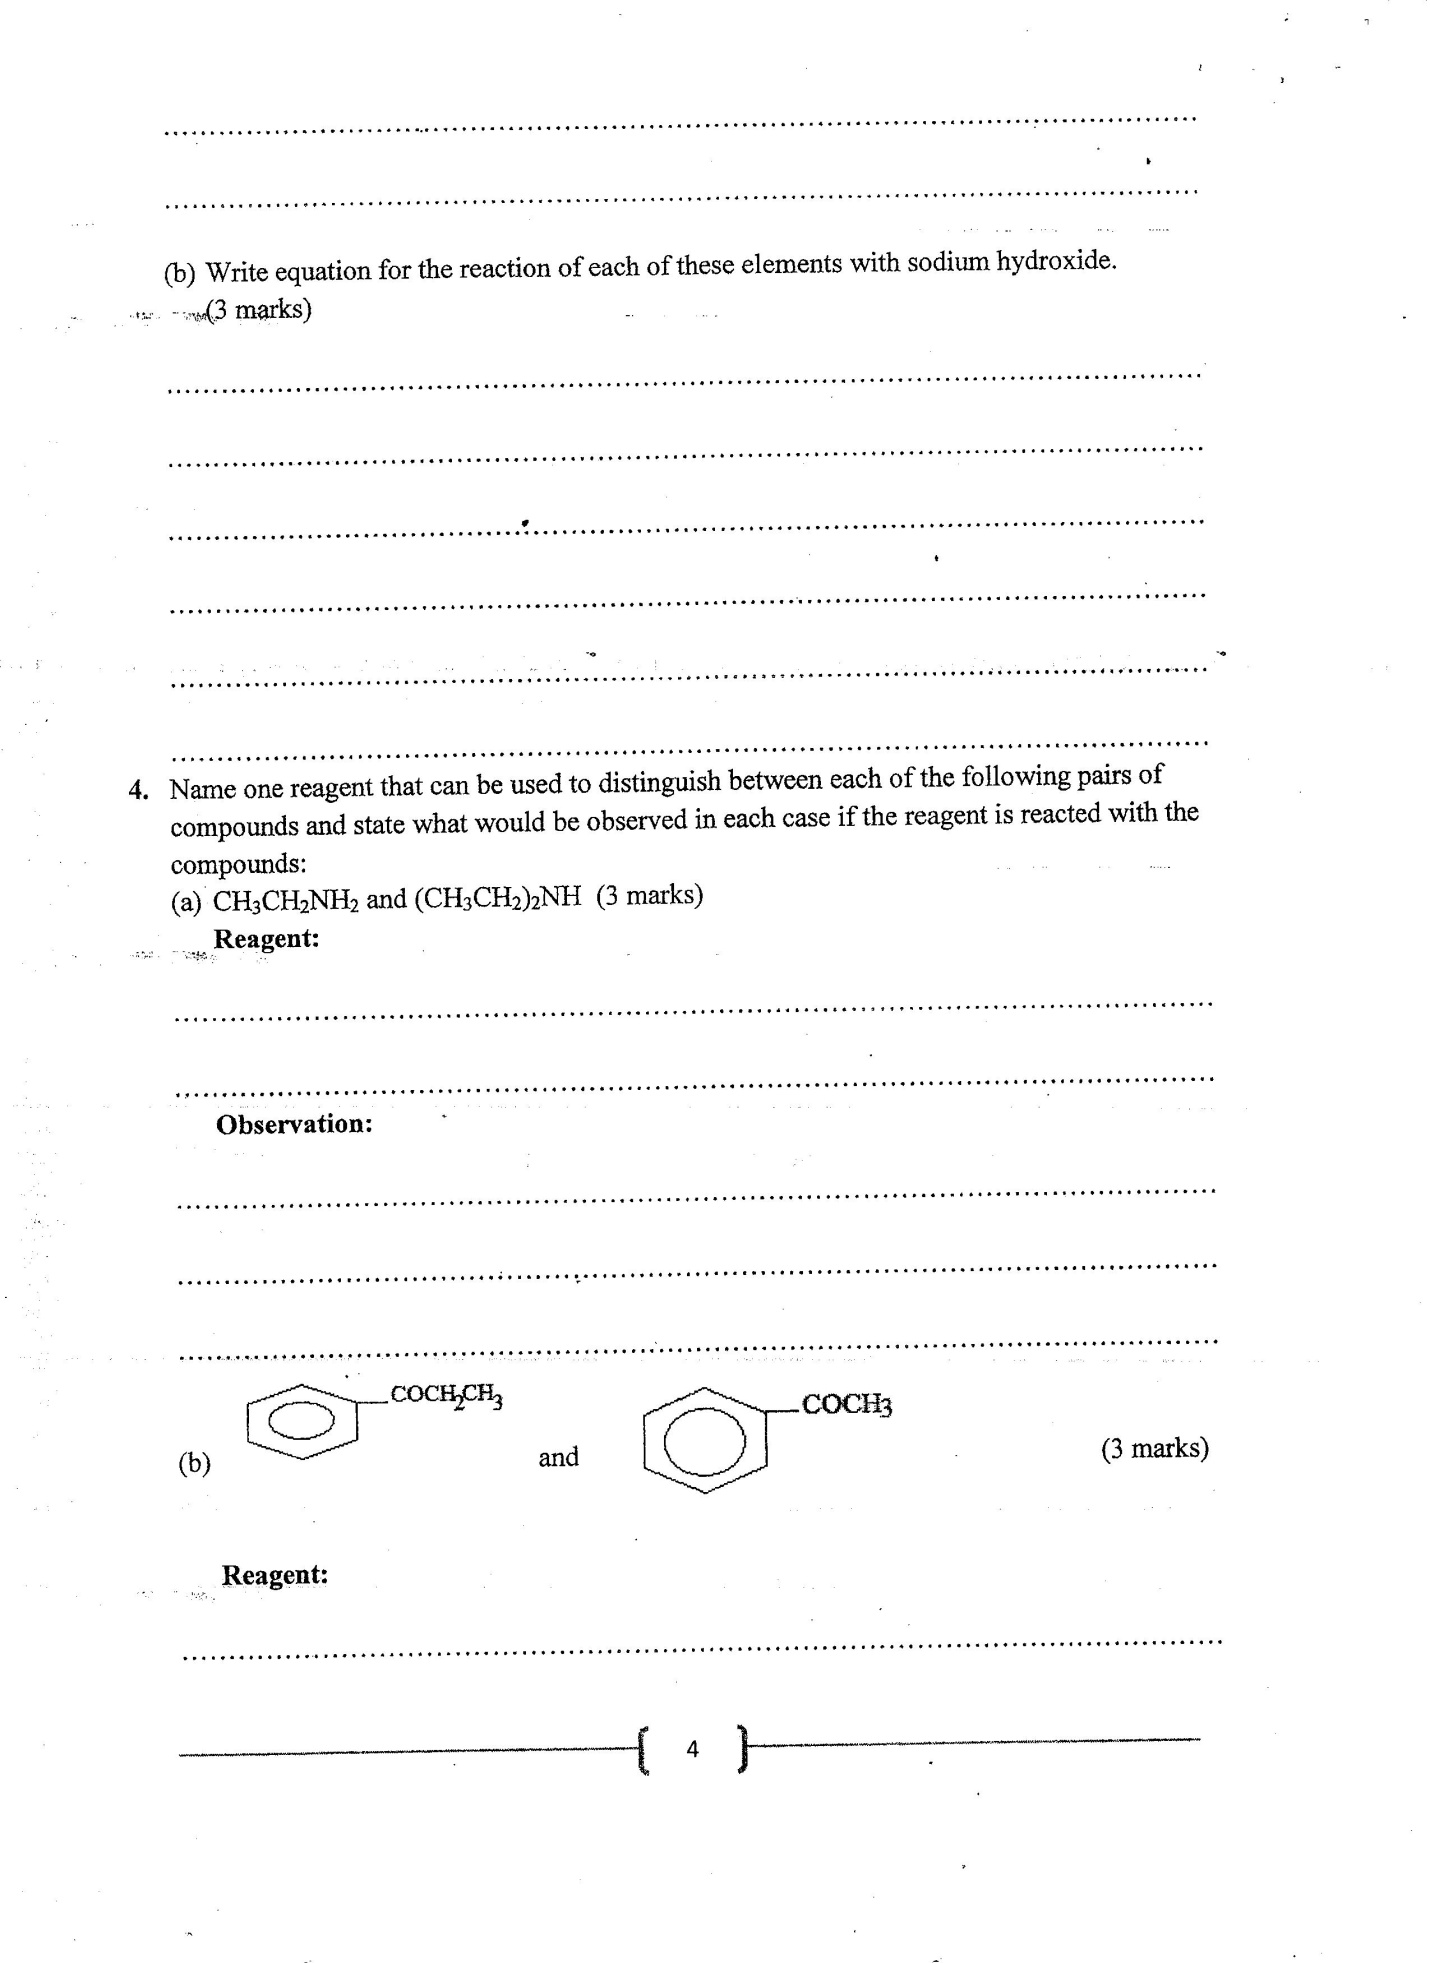 (b) Write equation for the reaction of each of these elements with sodium hydroxide.
(3 marks)
4. Name one reagent that can be used to distinguish between each of the following pairs of
compounds and state what would be observed in each case if the reagent is reacted with the
compounds:
(a) CH₃CH₂NH₂ and (CH₃CH₂)₂NH (3 marks)
Reagent:
Observation:
(b) COCH₂CH₃ and COCH3 (3 marks)
Reagent:
4